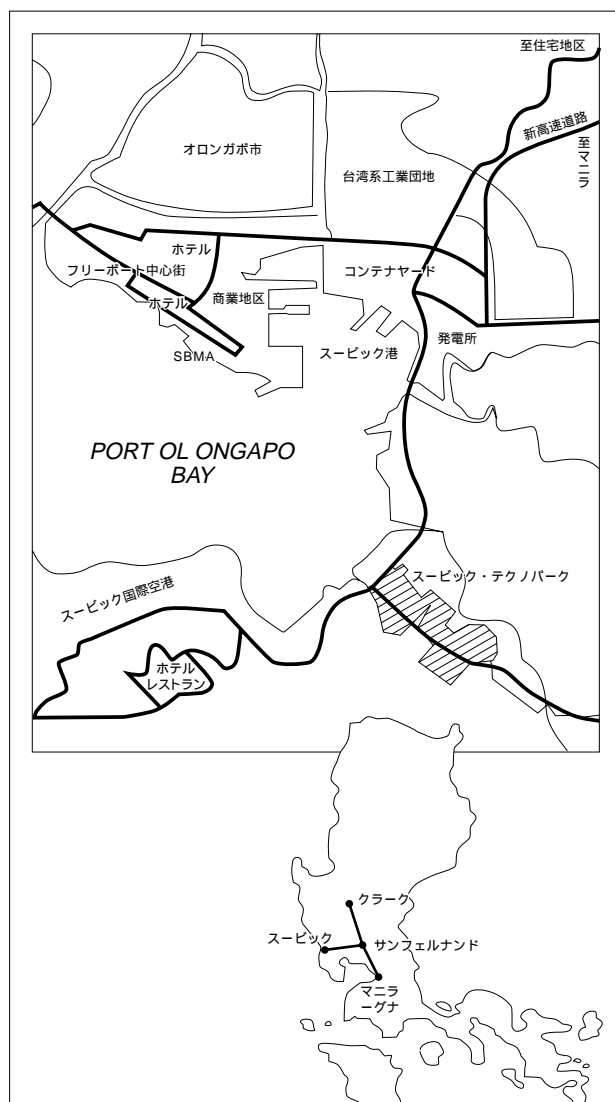 至住宅地区
新高速道路
至マニラ
オロンガポ市
台湾系工業団地
ホテル
フリーポート中心街
コンテナヤード
ホテル
商業地区
発電所
スービック港
SBMA
PORT OL ONGAPO
BAY
スービック・テクノパーク
スービック国際空港
ホテル
レストラン
クラーク
スービック
サンフェルナンド
マニラ
ーグナ